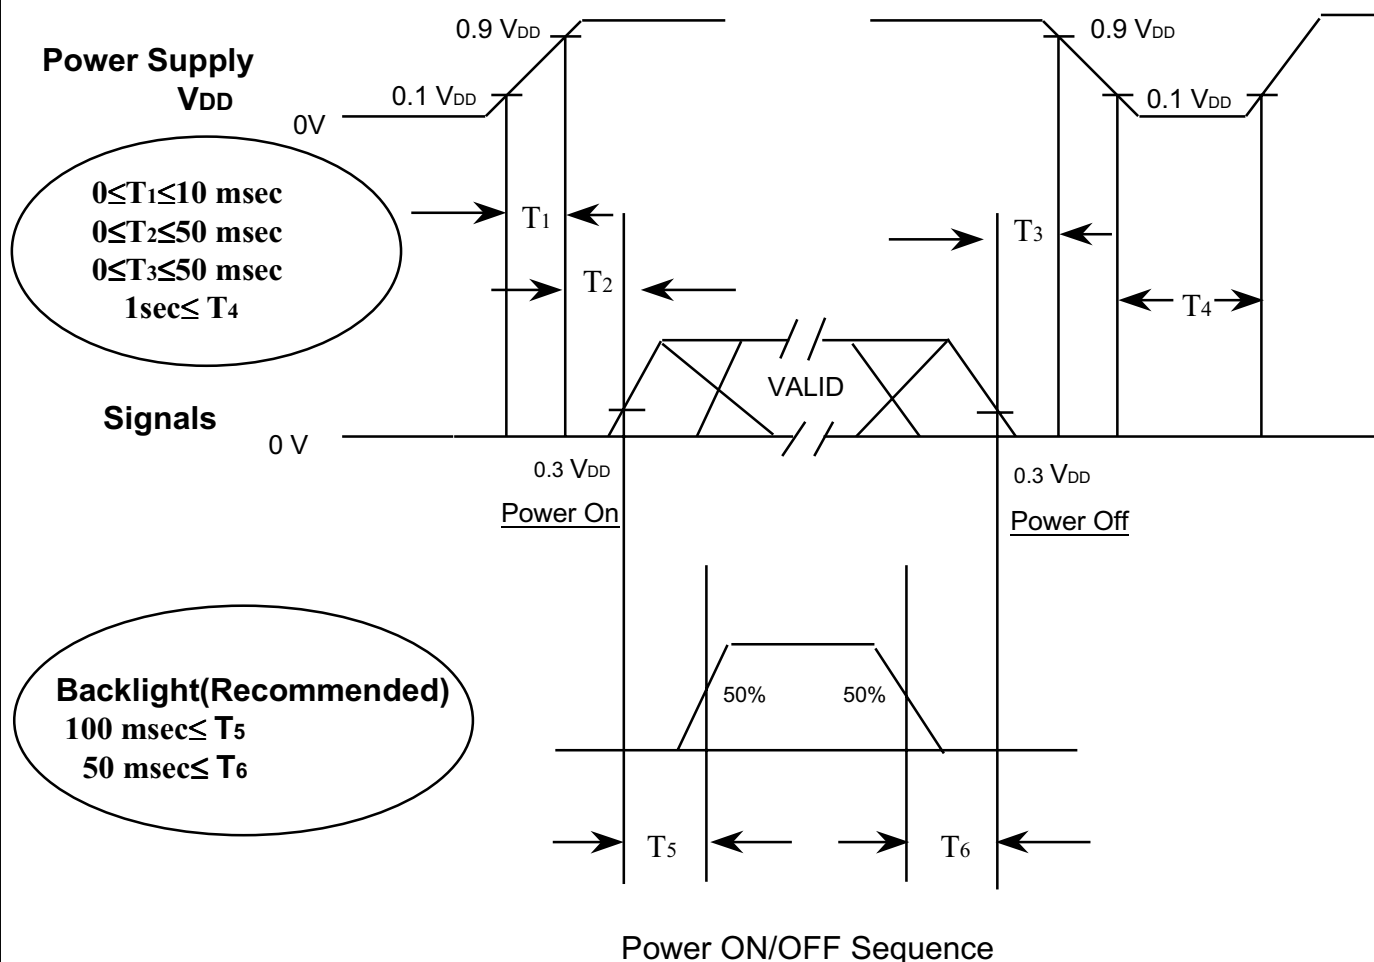 0.9 VDD
0.9 VDD
Power Supply
VDD
0.1 VDD
0.1 VDD
0V
0≤T1≤10 msec
0≤T2≤50 msec
0≤T3≤50 msec
1sec≤ T4
T1
T3
T2
T4
VALID
Signals
0 V
0.3 VDD
0.3 VDD
Power On
Power Off
Backlight(Recommended)
100 msec≤ T5
50 msec≤ T6
50%
50%
T5
T6
Power ON/OFF Sequence